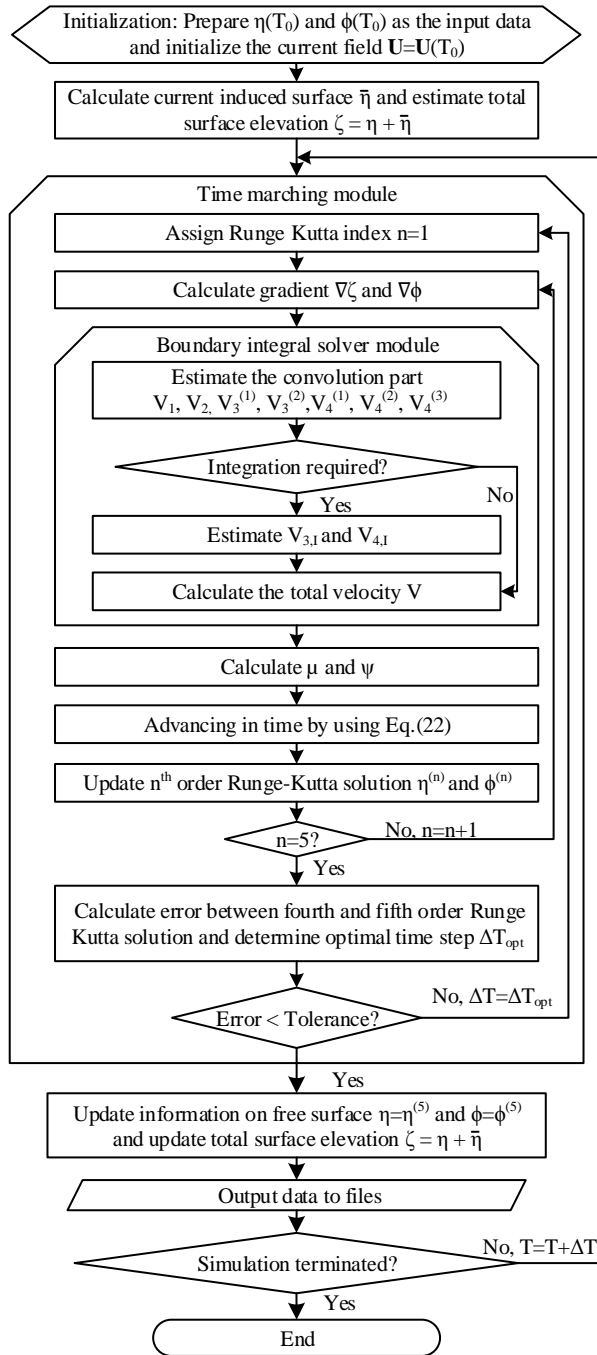 Initialization: Prepare η(T₀) and ϕ(T₀) as the input data
and initialize the current field U=U(T₀)
Calculate current induced surface η̄ and estimate total
surface elevation ζ = η + η̄
Time marching module
Assign Runge Kutta index n=1
Calculate gradient ∇ζ and ∇ϕ
Boundary integral solver module
Estimate the convolution part
V₁, V₂, V₃⁽¹⁾, V₃⁽²⁾,V₄⁽¹⁾, V₄⁽²⁾, V₄⁽³⁾
Integration required?
No
Yes
Estimate V₃,I and V₄,I
Calculate the total velocity V
Calculate μ and ψ
Advancing in time by using Eq.(22)
Update nᵗʰ order Runge-Kutta solution η⁽ⁿ⁾ and ϕ⁽ⁿ⁾
n=5?
No, n=n+1
Yes
Calculate error between fourth and fifth order Runge
Kutta solution and determine optimal time step ΔTopt
No, ΔT=ΔTopt
Error < Tolerance?
Yes
Update information on free surface η=η⁽⁵⁾ and ϕ=ϕ⁽⁵⁾
and update total surface elevation ζ = η + η̄
Output data to files
No, T=T+ΔT
Simulation terminated?
Yes
End